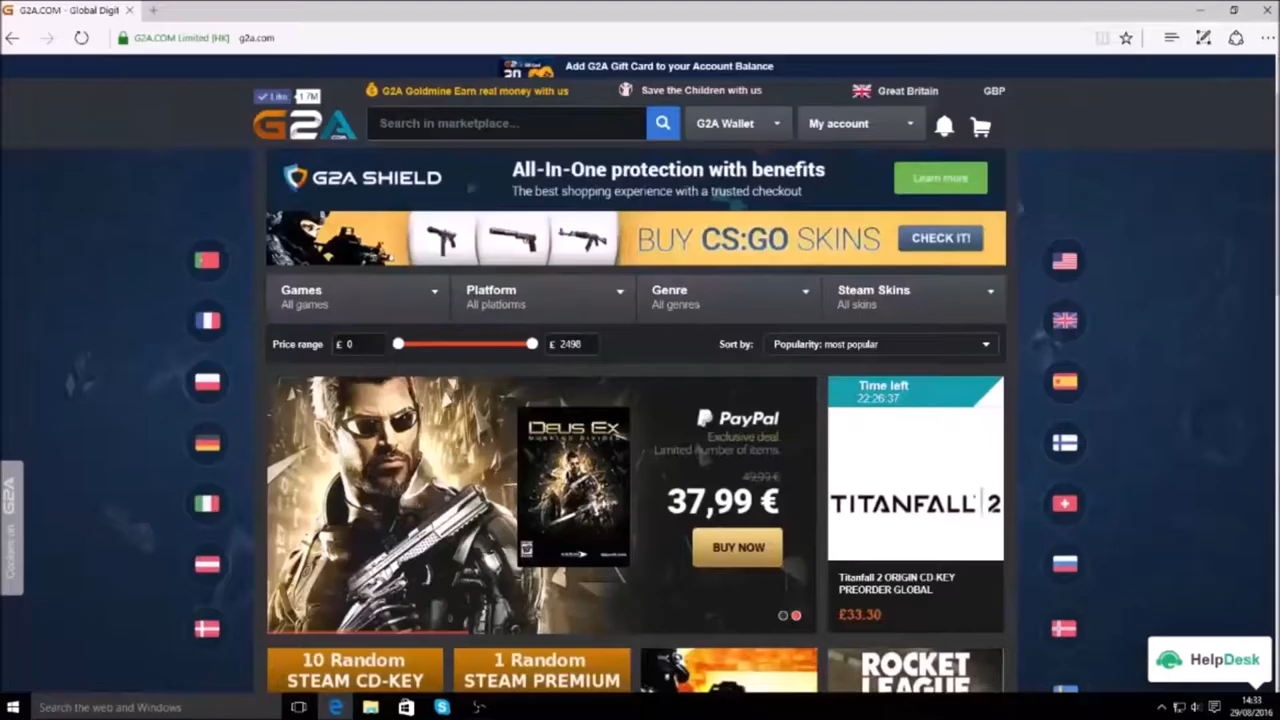 G2A.COM - Global Digit
G2A.COM Limited [HK] g2a.com
Add G2A Gift Card to your Account Balance
Like 1.7M
G2A Goldmine Earn real money with us
Save the Children with us
Great Britain
GBP
G2A
Search in marketplace...
G2A Wallet
My account
G2A SHIELD
All-In-One protection with benefits
The best shopping experience with a trusted checkout
Learn more
BUY CS:GO SKINS
CHECK IT!
Games
All games
Platform
All platforms
Genre
All genres
Steam Skins
All skins
Price range £ 0
£ 2498
Sort by: Popularity: most popular
DEUS EX
MANKIND DIVIDED
PayPal
Exclusive deal.
Limited number of items.
49,99 €
37,99 €
BUY NOW
Time left
22:26:37
TITANFALL 2
Titanfall 2 ORIGIN CD-KEY
PREORDER GLOBAL
£33.30
10 Random
STEAM CD-KEY
1 Random
STEAM PREMIUM
ROCKET
LEAGUE
HelpDesk
Search the web and Windows
14:33
29/08/2016